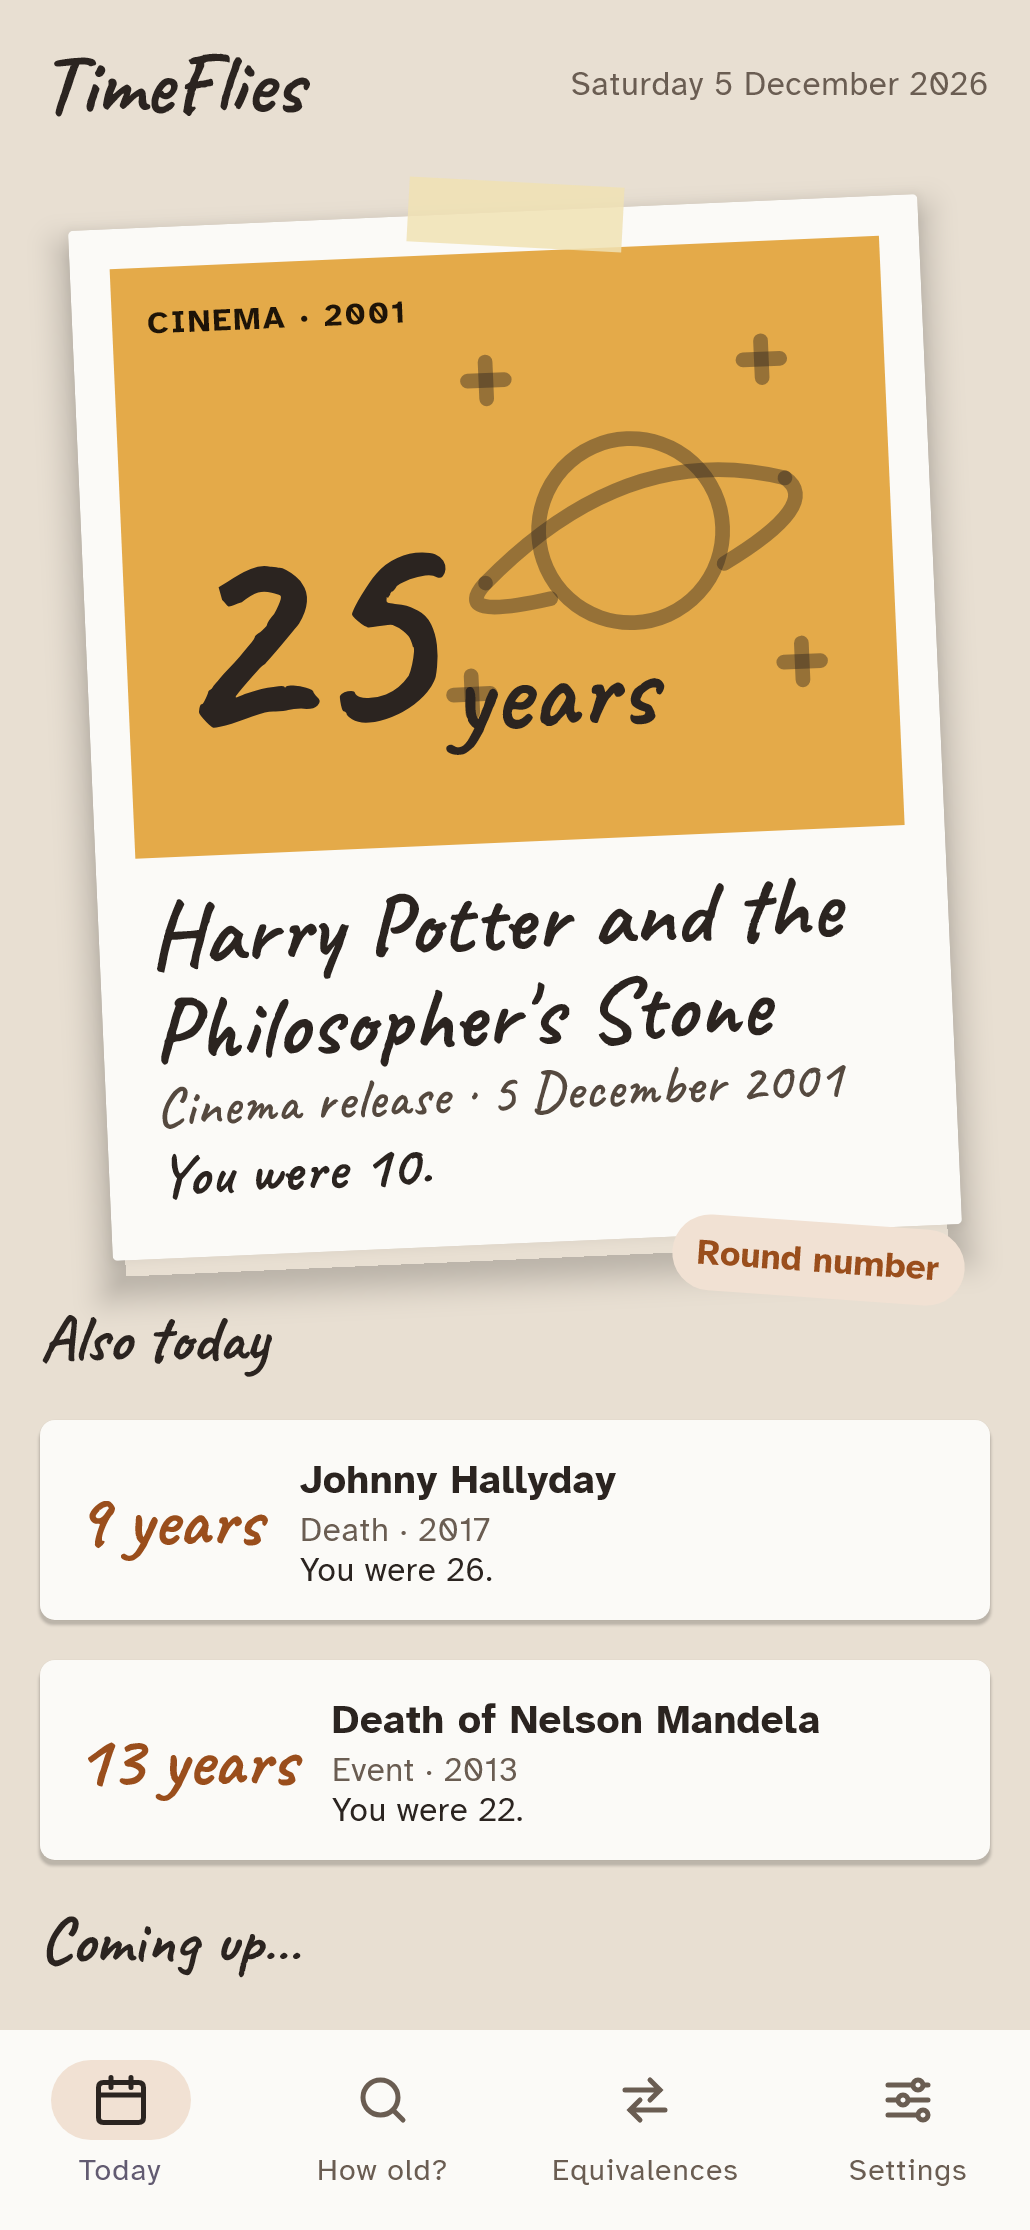 TimeFlies
Saturday 5 December 2026
CINEMA · 2001
25 years
Harry Potter and the
Philosopher's Stone
Cinema release · 5 December 2001
You were 10.
Round number
Also today
9 years
Johnny Hallyday
Death · 2017
You were 26.
13 years
Death of Nelson Mandela
Event · 2013
You were 22.
Coming up...
Today
How old?
Equivalences
Settings